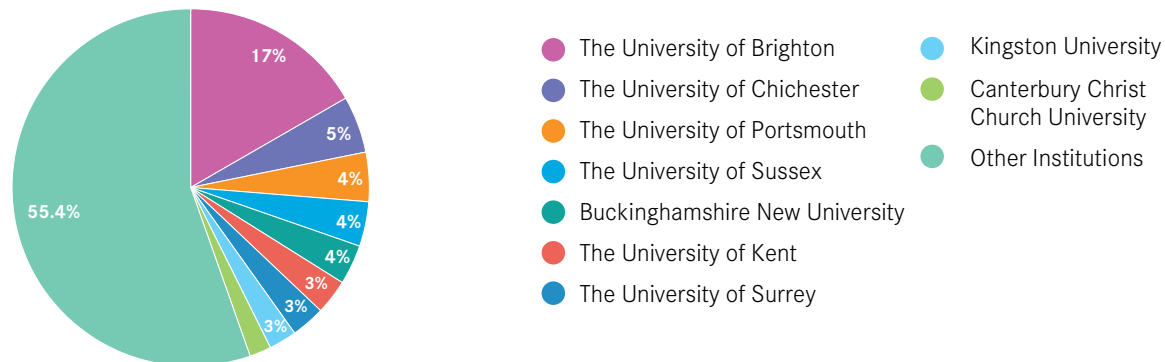 17%
5%
4%
4%
4%
3%
3%
3%
55.4%
The University of Brighton
The University of Chichester
The University of Portsmouth
The University of Sussex
Buckinghamshire New University
The University of Kent
The University of Surrey
Kingston University
Canterbury Christ
Church University
Other Institutions